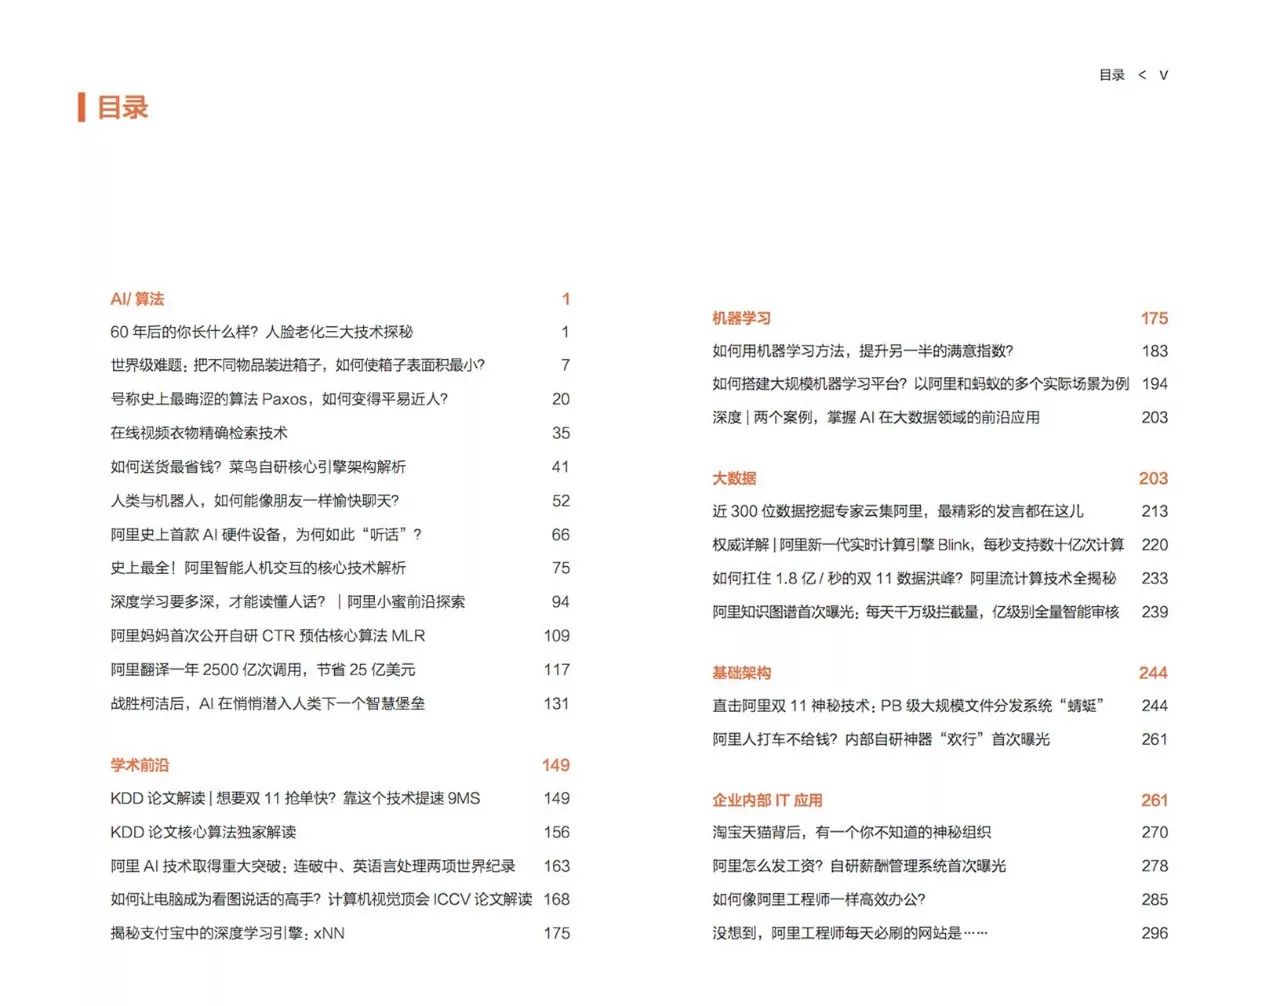 目录 < V
目录
AI/ 算法 1
60 年后的你长什么样？人脸老化三大技术探秘 1
世界级难题：把不同物品装进箱子，如何使箱子表面积最小？ 7
号称史上最晦涩的算法 Paxos，如何变得平易近人？ 20
在线视频衣物精确检索技术 35
如何送货最省钱？菜鸟自研核心引擎架构解析 41
人类与机器人，如何能像朋友一样愉快聊天？ 52
阿里史上首款 AI 硬件设备，为何如此“听话”？ 66
史上最全！阿里智能人机交互的核心技术解析 75
深度学习要多深，才能读懂人话？｜阿里小蜜前沿探索 94
阿里妈妈首次公开自研 CTR 预估核心算法 MLR 109
阿里翻译一年 2500 亿次调用，节省 25 亿美元 117
战胜柯洁后，AI 在悄悄潜入人类下一个智慧堡垒 131
学术前沿 149
KDD 论文解读 | 想要双 11 抢单快？靠这个技术提速 9MS 149
KDD 论文核心算法独家解读 156
阿里 AI 技术取得重大突破：连破中、英语言处理两项世界纪录 163
如何让电脑成为看图说话的高手？计算机视觉顶会 ICCV 论文解读 168
揭秘支付宝中的深度学习引擎：xNN 175
机器学习 175
如何用机器学习方法，提升另一半的满意指数？ 183
如何搭建大规模机器学习平台？以阿里和蚂蚁的多个实际场景为例 194
深度 | 两个案例，掌握 AI 在大数据领域的前沿应用 203
大数据 203
近 300 位数据挖掘专家云集阿里，最精彩的发言都在这儿 213
权威详解 | 阿里新一代实时计算引擎 Blink，每秒支持数十亿次计算 220
如何扛住 1.8 亿 / 秒的双 11 数据洪峰？阿里流计算技术全揭秘 233
阿里知识图谱首次曝光：每天千万级拦截量，亿级别全量智能审核 239
基础架构 244
直击阿里双 11 神秘技术：PB 级大规模文件分发系统“蜻蜓” 244
阿里人打车不给钱？内部自研神器“欢行”首次曝光 261
企业内部 IT 应用 261
淘宝天猫背后，有一个你不知道的神秘组织 270
阿里怎么发工资？自研薪酬管理系统首次曝光 278
如何像阿里工程师一样高效办公？ 285
没想到，阿里工程师每天必刷的网站是…… 296